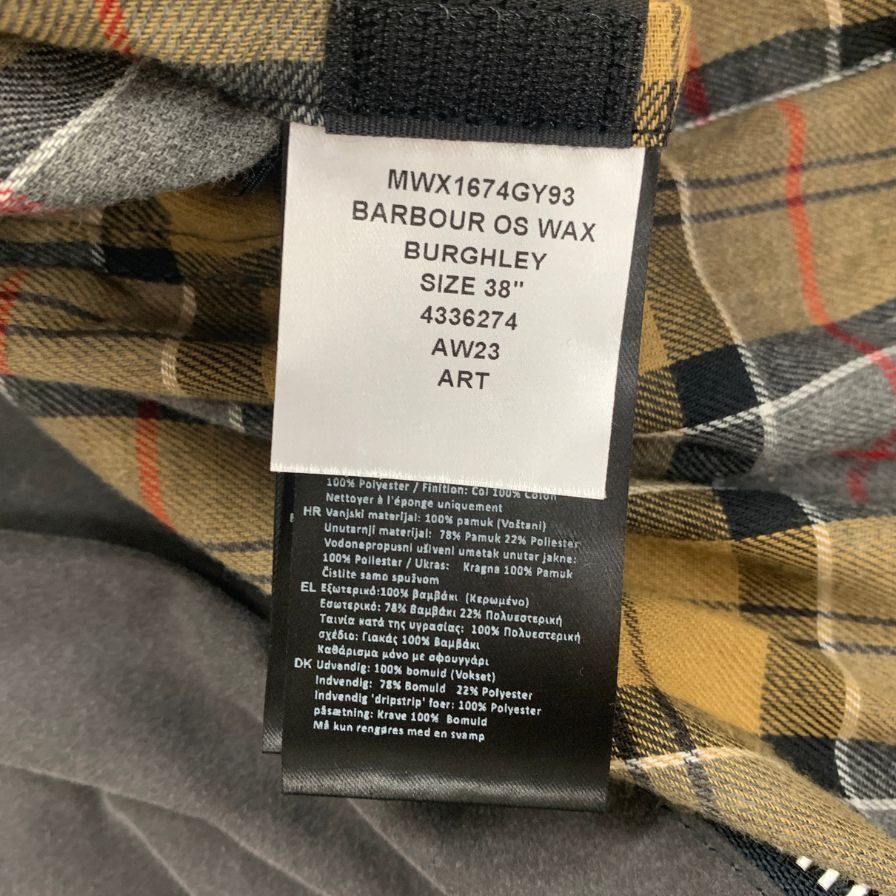 MWX1674GY93
BARBOUR OS WAX
BURGHLEY
SIZE 38"
4336274
AW23
ART
100% Polyester / Finition: Col 100% Coton
Nettoyer à l'éponge uniquement
HR Vanjski materijal: 100% pamuk (Voštani)
Unutarnji materijal: 78% Pamuk 22% Poliester
Vodonepropusni ušiveni umetak unutar jakne:
100% Poliester / Ukras: Kragna 100% Pamuk
Čistite samo spužvom
EL Εξωτερικό:100% βαμβάκι (Κερωμένο)
Εσωτερικό: 78% Βαμβάκι 22% Πολυεστερική
Ταινία κατά της υγρασίας: 100% Πολυεστερική
σχέδιο: Γιακάς 100% Βαμβάκι
Καθάρισμα μόνο με σφουγγάρι
DK Udvendig: 100% bomuld (Vokset)
Indvendig: 78% Bomuld 22% Polyester
Indvendig 'dripstrip' foer: 100% Polyester
påsætning: Krave 100% Bomuld
Må kun rengøres med en svamp